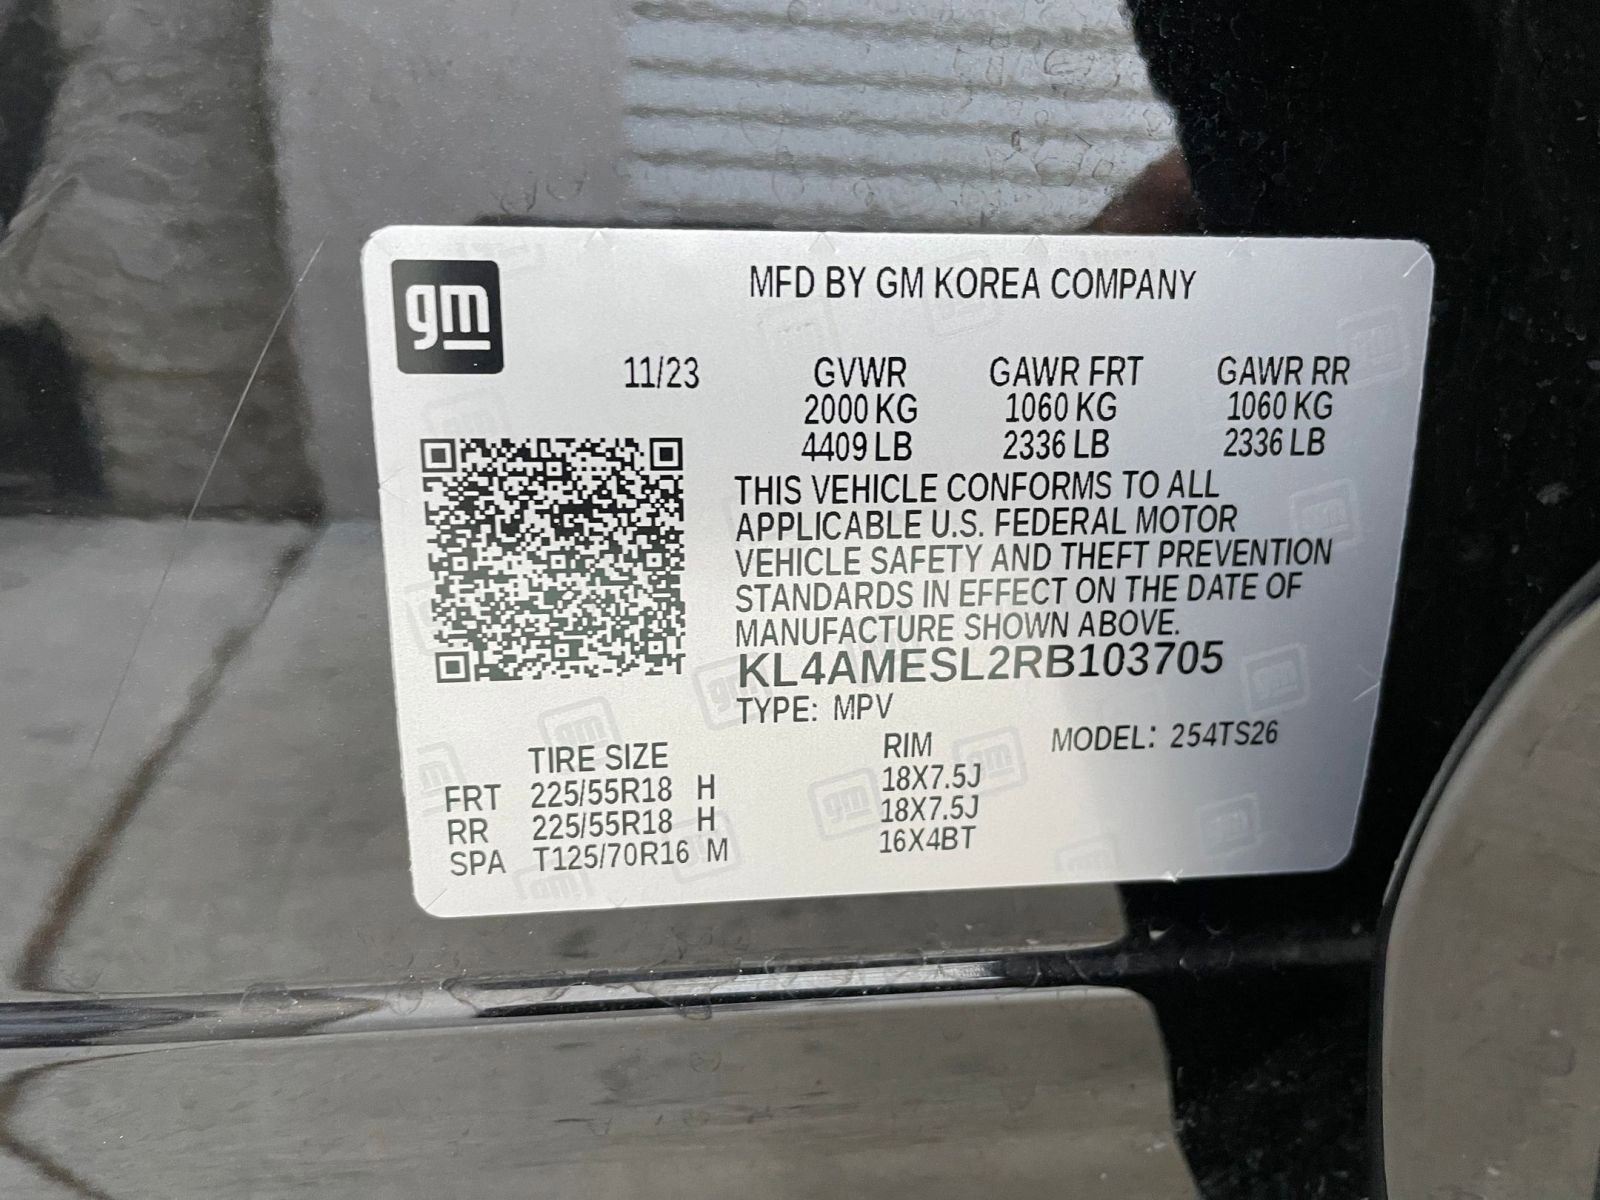 gm
MFD BY GM KOREA COMPANY
11/23 GVWR GAWR FRT GAWR RR
2000 KG 1060 KG 1060 KG
4409 LB 2336 LB 2336 LB
THIS VEHICLE CONFORMS TO ALL
APPLICABLE U.S. FEDERAL MOTOR
VEHICLE SAFETY AND THEFT PREVENTION
STANDARDS IN EFFECT ON THE DATE OF
MANUFACTURE SHOWN ABOVE.
KL4AMESL2RB103705
TYPE: MPV
TIRE SIZE RIM MODEL: 254TS26
FRT 225/55R18 H 18X7.5J
RR 225/55R18 H 18X7.5J
SPA T125/70R16 M 16X4BT